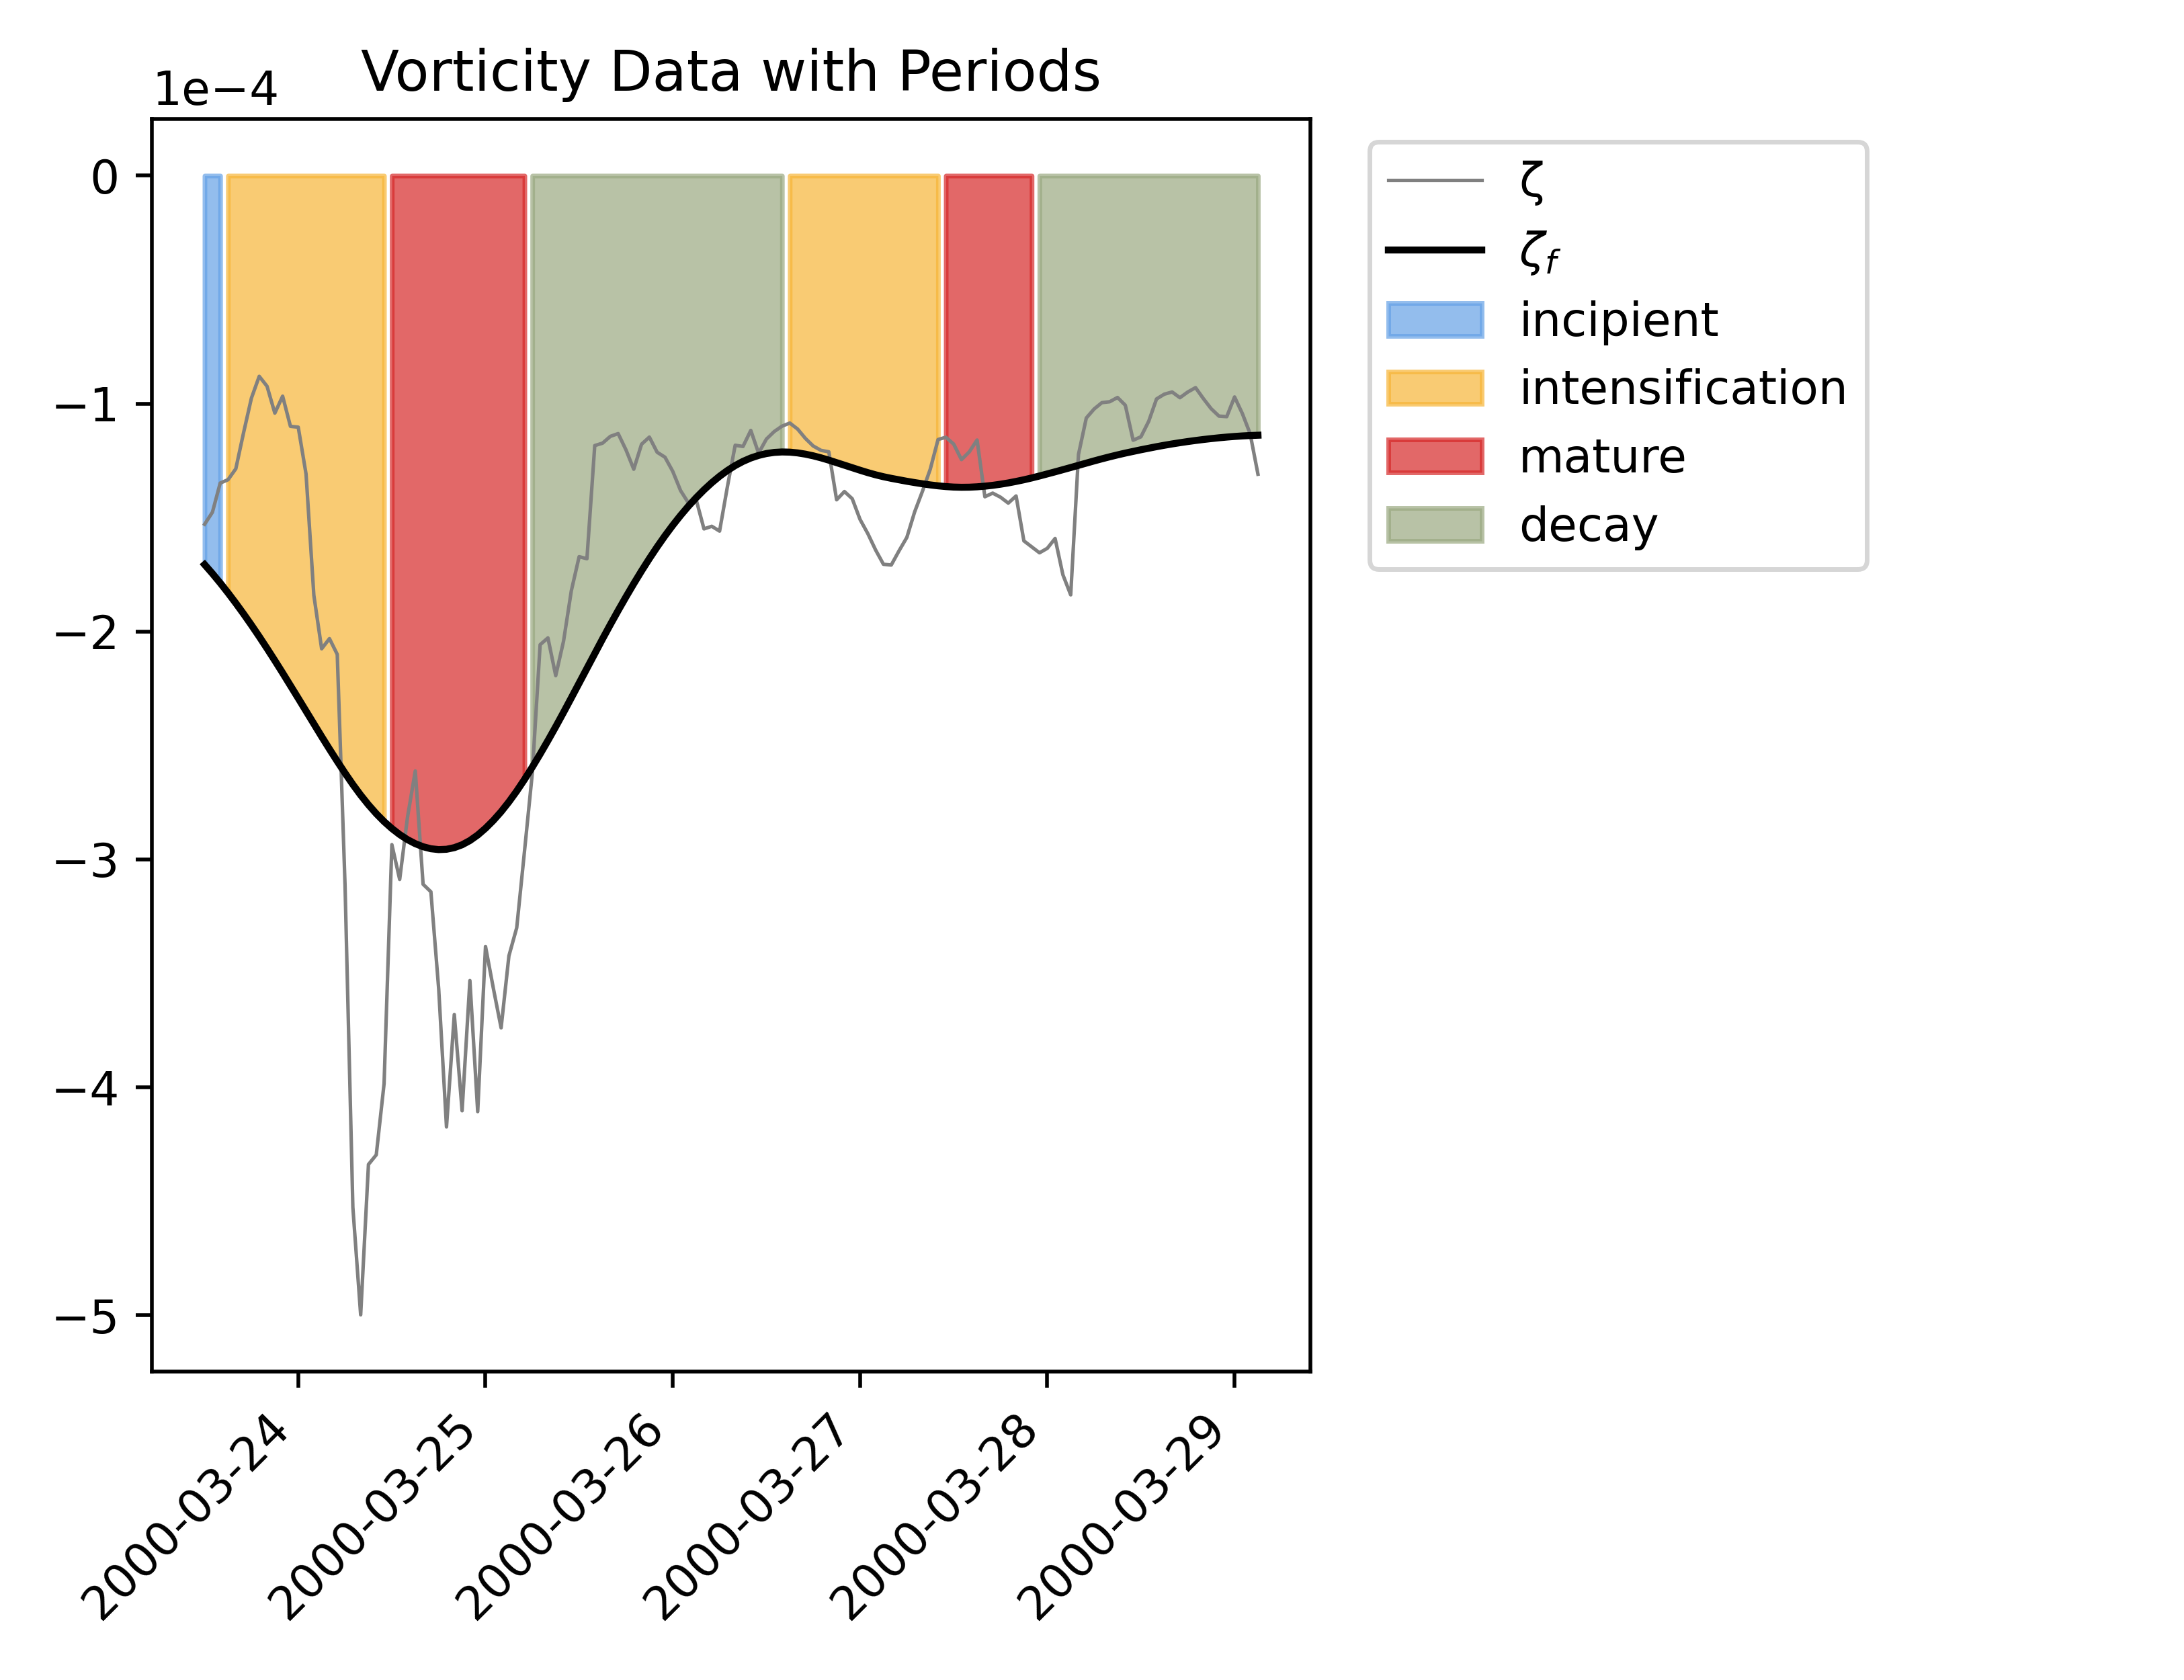 Vorticity Data with Periods
1e−4
0
−1
−2
−3
−4
−5
2000-03-24
2000-03-25
2000-03-26
2000-03-27
2000-03-28
2000-03-29
ζ
ζf
incipient
intensification
mature
decay